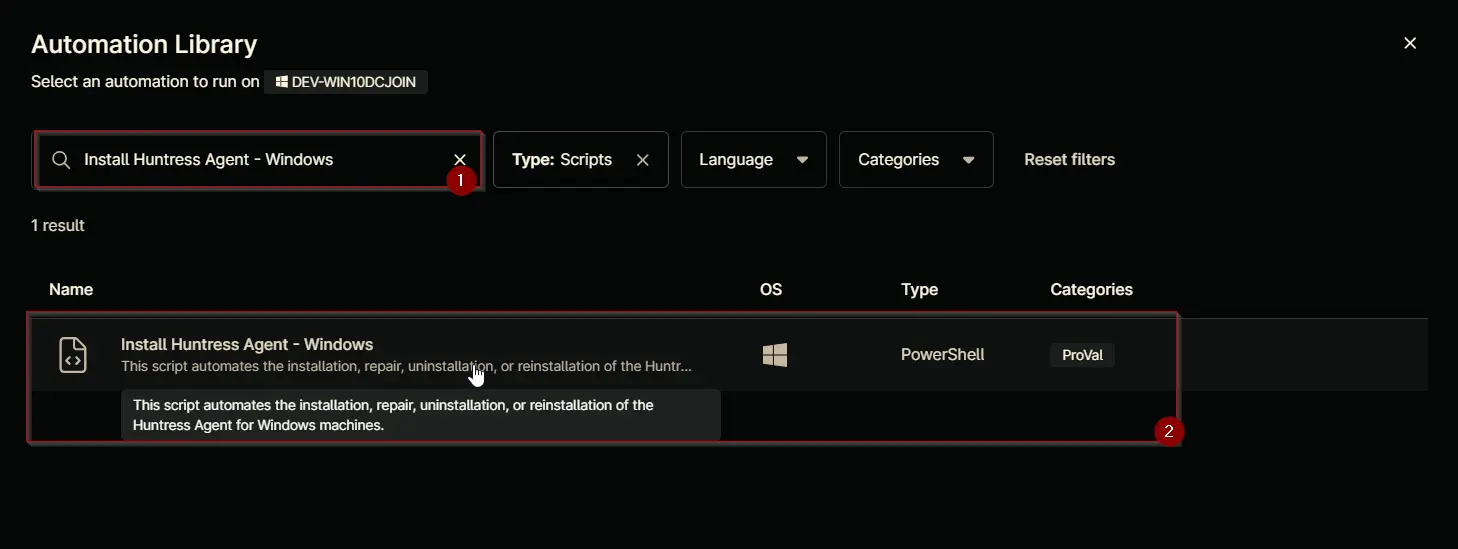 Automation Library
Select an automation to run on DEV-WIN10DCJOIN
Install Huntress Agent - Windows
1
Type: Scripts
Language
Categories
Reset filters
1 result
Name OS Type Categories
Install Huntress Agent - Windows
This script automates the installation, repair, uninstallation, or reinstallation of the Huntr...
PowerShell
ProVal
This script automates the installation, repair, uninstallation, or reinstallation of the
Huntress Agent for Windows machines.
2